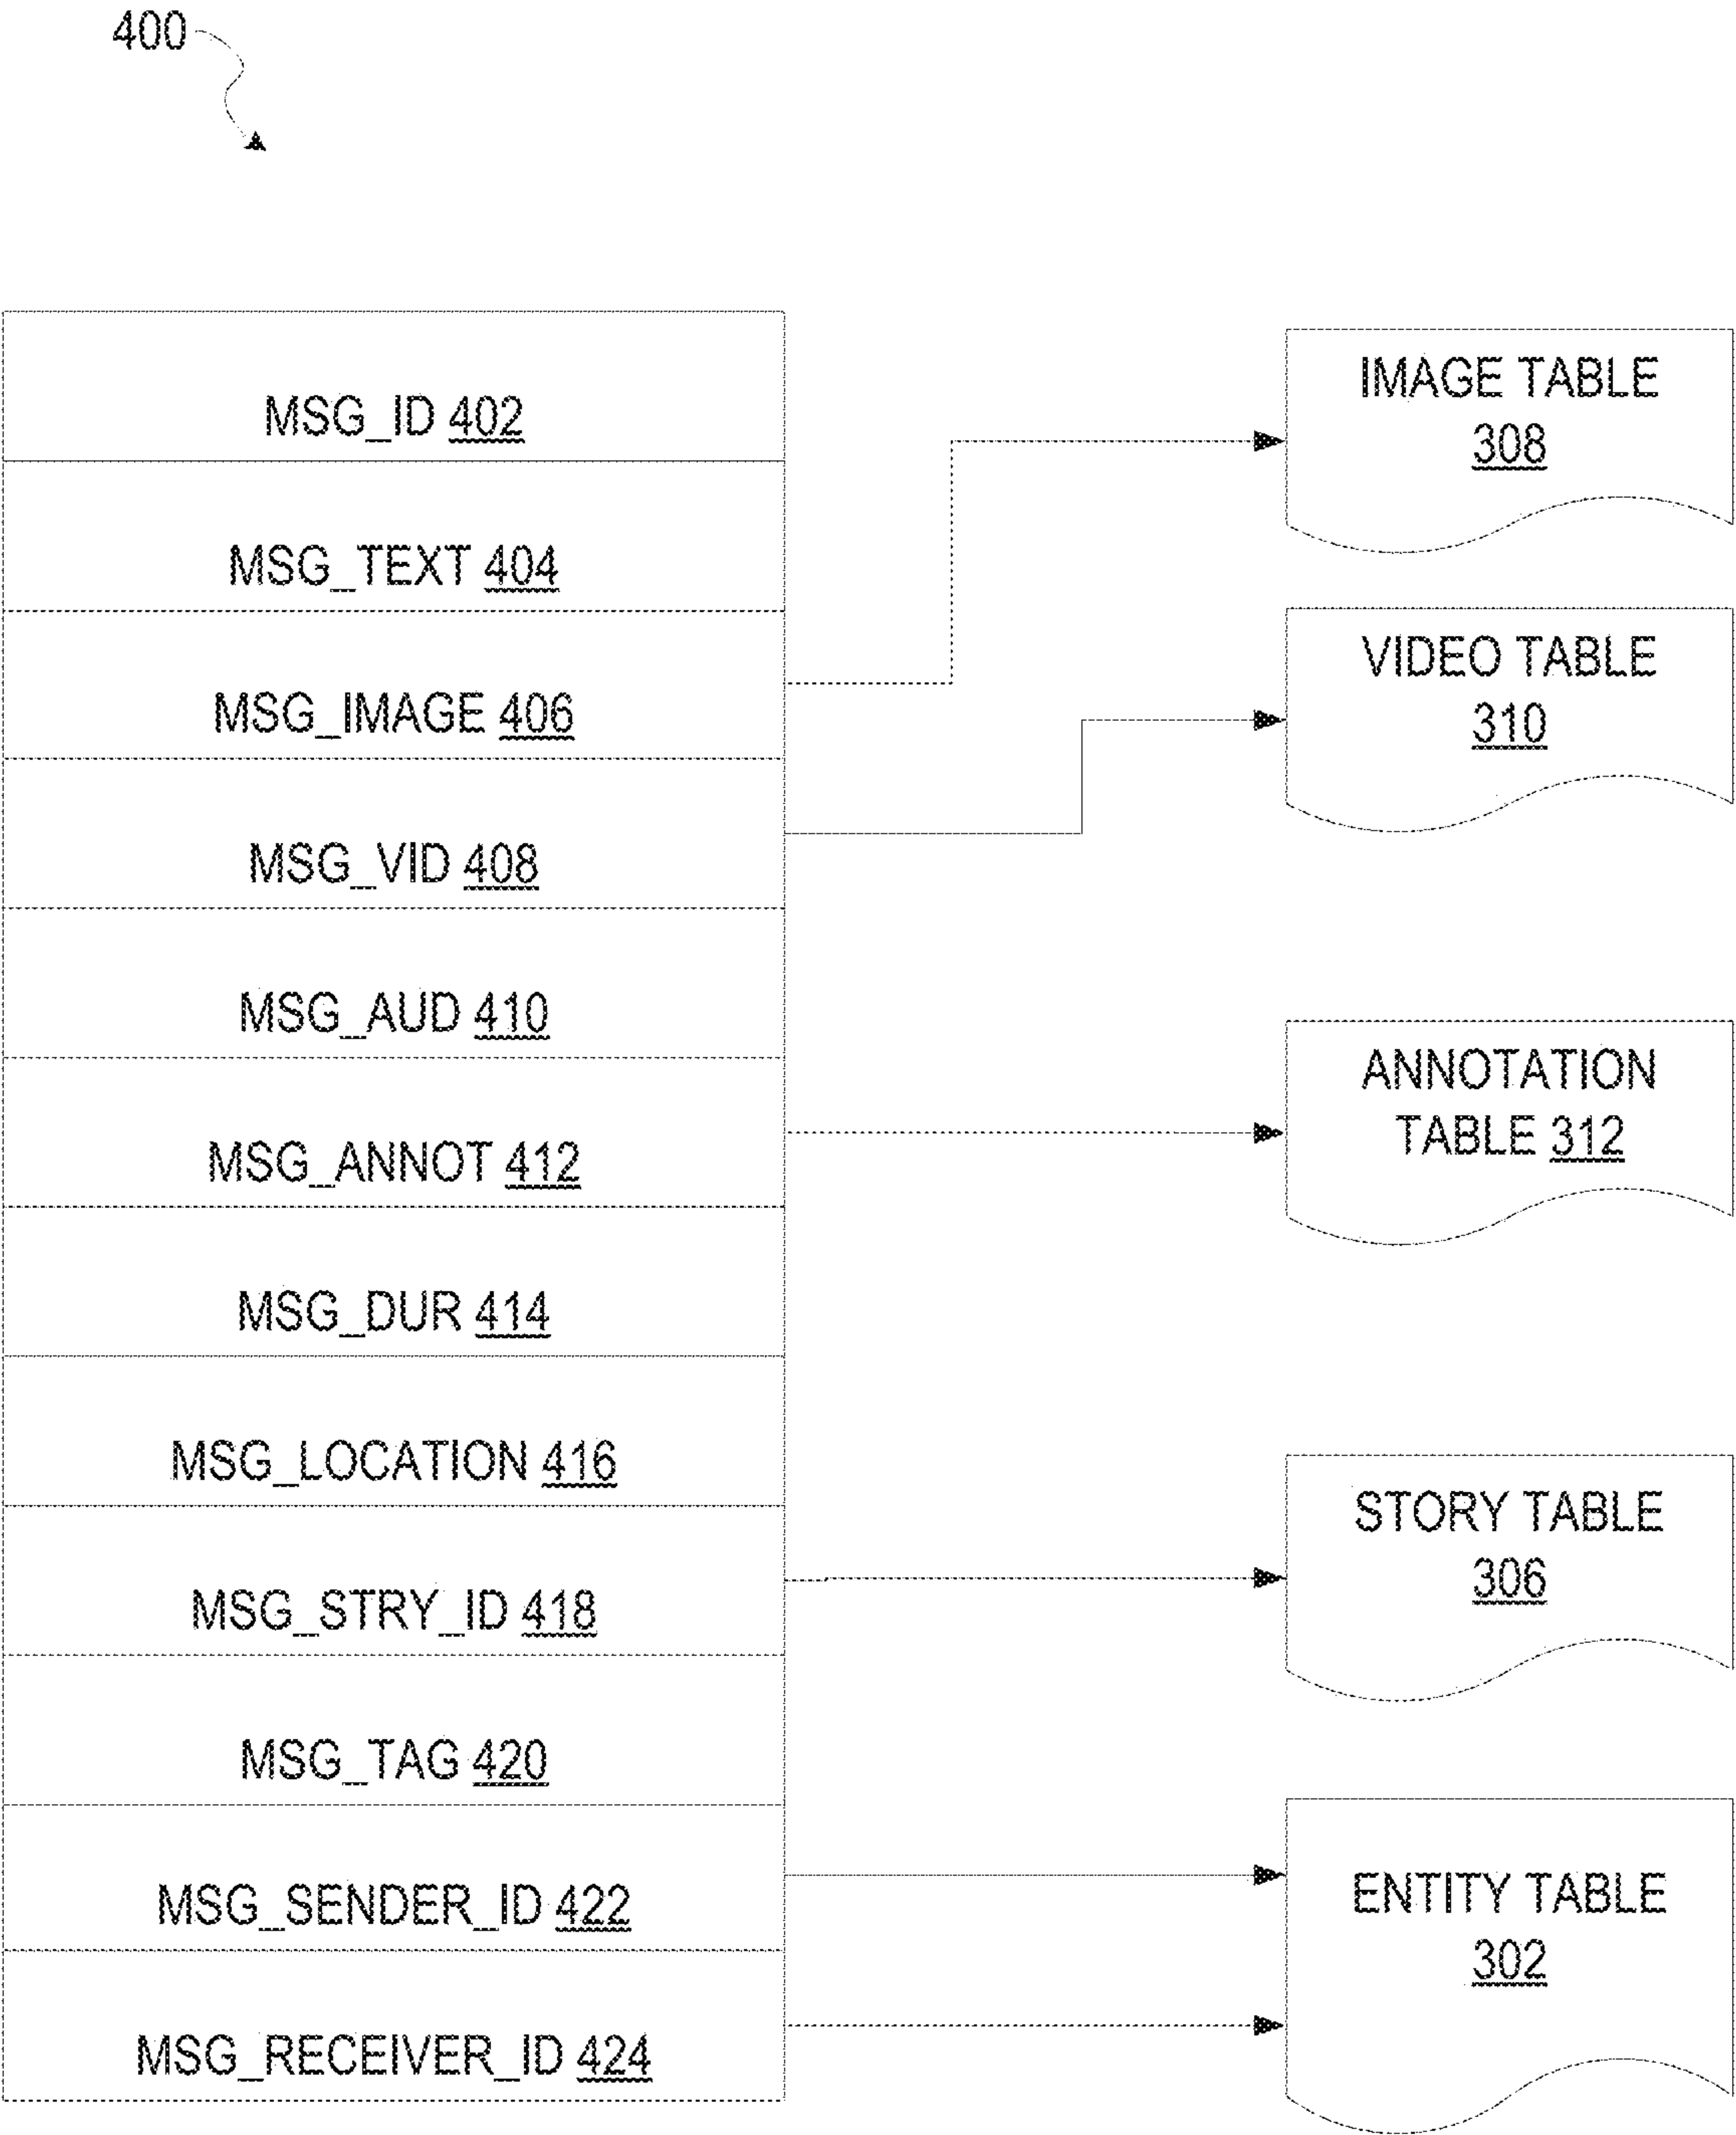 400
MSG_ID 402
MSG_TEXT 404
MSG_IMAGE 406
MSG_VID 408
MSG_AUD 410
MSG_ANNOT 412
MSG_DUR 414
MSG_LOCATION 416
MSG_STRY_ID 418
MSG_TAG 420
MSG_SENDER_ID 422
MSG_RECEIVER_ID 424
IMAGE TABLE
308
VIDEO TABLE
310
ANNOTATION
TABLE 312
STORY TABLE
306
ENTITY TABLE
302